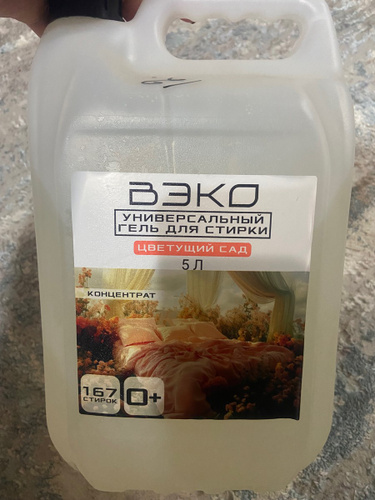 ВЭКО
УНИВЕРСАЛЬНЫЙ
ГЕЛЬ ДЛЯ СТИРКИ
ЦВЕТУЩИЙ САД
5 Л
КОНЦЕНТРАТ
167
СТИРОК
0+